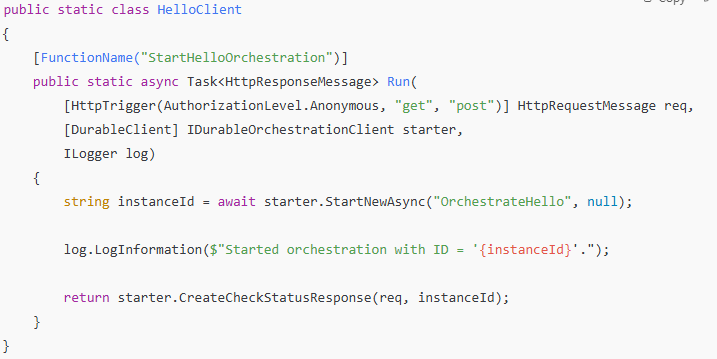 Copy
public static class HelloClient
{
    [FunctionName("StartHelloOrchestration")]
    public static async Task<HttpResponseMessage> Run(
        [HttpTrigger(AuthorizationLevel.Anonymous, "get", "post")] HttpRequestMessage req,
        [DurableClient] IDurableOrchestrationClient starter,
        ILogger log)
    {
        string instanceId = await starter.StartNewAsync("OrchestrateHello", null);
        log.LogInformation($"Started orchestration with ID = '{instanceId}'.");
        return starter.CreateCheckStatusResponse(req, instanceId);
    }
}